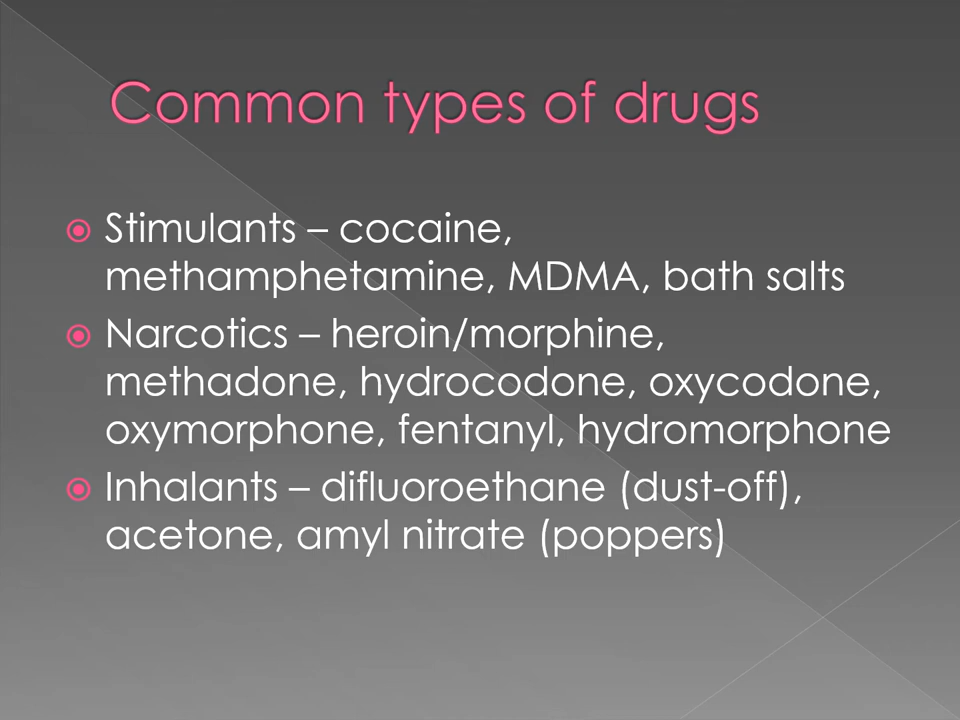 Common types of drugs
Stimulants – cocaine,
methamphetamine, MDMA, bath salts
Narcotics – heroin/morphine,
methadone, hydrocodone, oxycodone,
oxymorphone, fentanyl, hydromorphone
Inhalants – difluoroethane (dust-off),
acetone, amyl nitrate (poppers)